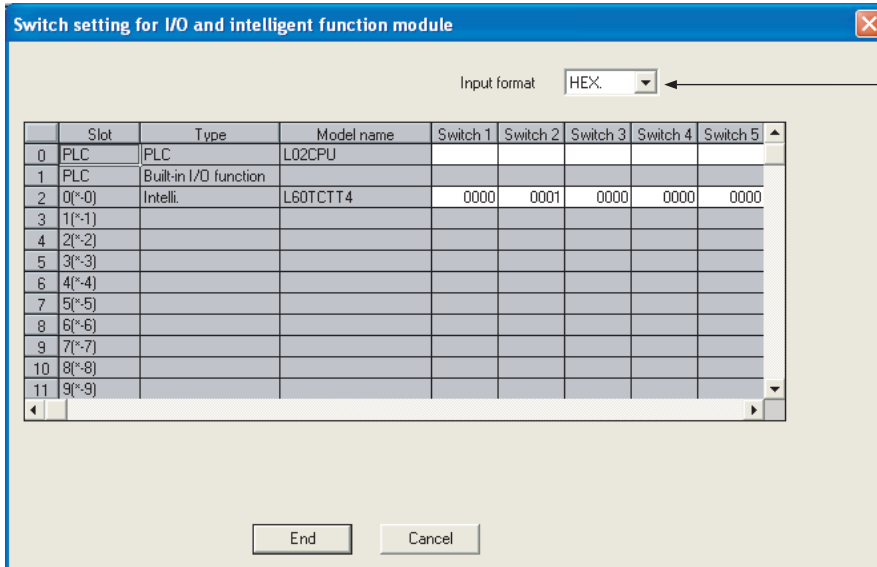 Switch setting for I/O and intelligent function module
Input format HEX.
Slot Type Model name Switch 1 Switch 2 Switch 3 Switch 4 Switch 5
0 PLC PLC L02CPU
1 PLC Built-in I/O function
2 0(*-0) Intelli. L60TCTT4 0000 0001 0000 0000 0000
3 1(*-1)
4 2(*-2)
5 3(*-3)
6 4(*-4)
7 5(*-5)
8 6(*-6)
9 7(*-7)
10 8(*-8)
11 9(*-9)
End Cancel